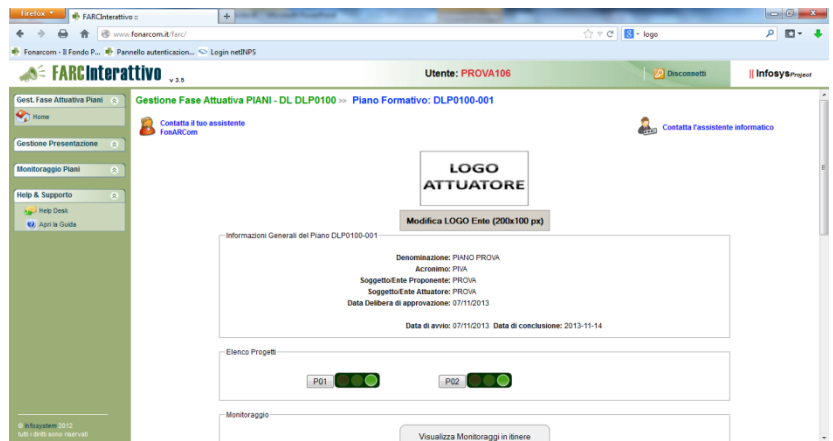 Firefox
FARCInterattivo ::
www.fonarcom.it/farc/
logo
Fonarcom - Il Fondo P...
Pannello autenticazion...
Login netINPS
FARCInterattivo v 3.5
Utente: PROVA106
Disconnetti
Infosys Project
Gest. Fase Attuativa Piani
Home
Gestione Presentazione
Monitoraggio Piani
Help & Supporto
Help Desk
Apri la Guida
© Infosystem 2012
tutti i diritti sono riservati
Gestione Fase Attuativa PIANI - DL DLP0100 >> Piano Formativo: DLP0100-001
Contatta il tuo assistente
FonARCom
Contatta l'assistente informatico
LOGO
ATTUATORE
Modifica LOGO Ente (200x100 px)
Informazioni Generali del Piano DLP0100-001
Denominazione: PIANO PROVA
Acronimo: PIVA
Soggetto/Ente Proponente: PROVA
Soggetto/Ente Attuatore: PROVA
Data Delibera di approvazione: 07/11/2013
Data di avvio: 07/11/2013 Data di conclusione: 2013-11-14
Elenco Progetti
P01
P02
Monitoraggio
Visualizza Monitoraggi in itinere